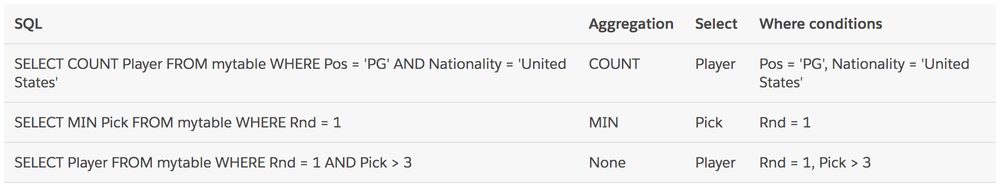 SQL Aggregation Select Where conditions
SELECT COUNT Player FROM mytable WHERE Pos = 'PG' AND Nationality = 'United COUNT Player Pos = 'PG', Nationality = 'United
States' States'
SELECT MIN Pick FROM mytable WHERE Rnd = 1 MIN Pick Rnd = 1
SELECT Player FROM mytable WHERE Rnd = 1 AND Pick > 3 None Player Rnd = 1, Pick > 3